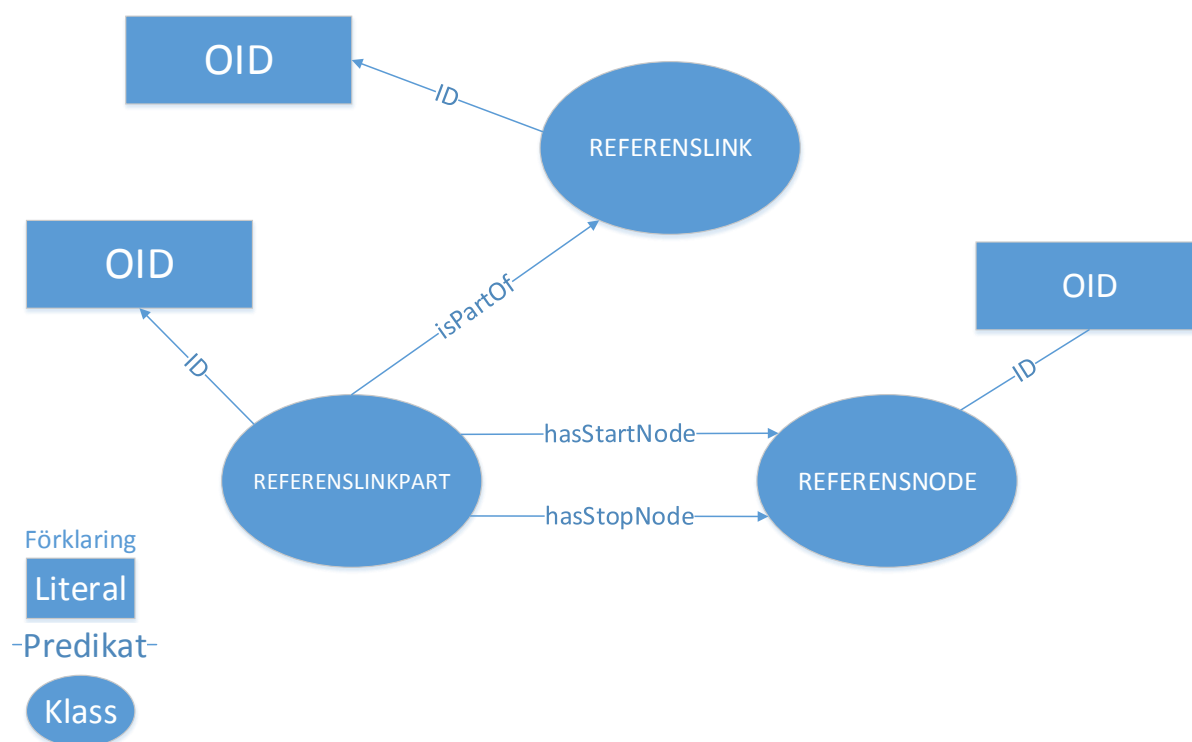 OID
ID
REFERENSLINK
OID
OID
isPartOf
ID
ID
hasStartNode
REFERENSLINKPART
REFERENSNODE
hasStopNode
Förklaring
Literal
Predikat
Klass